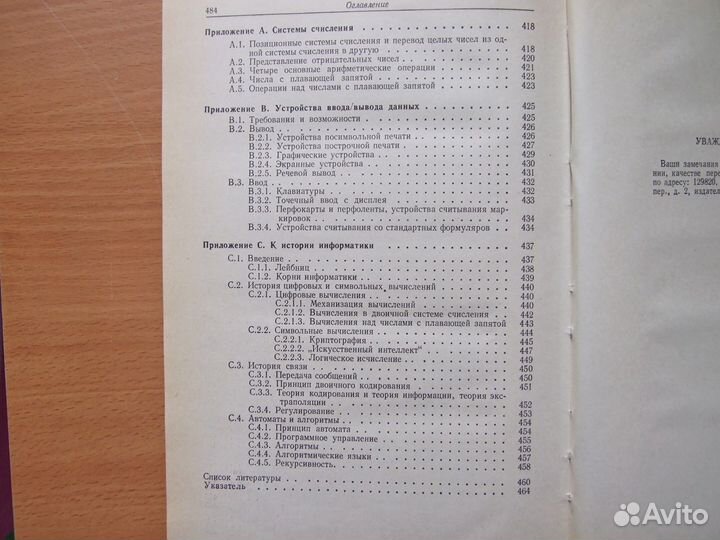 484 Оглавление
Приложение А. Системы счисления 418
А.1. Позиционные системы счисления и перевод целых чисел из од-
ной системы счисления в другую 418
А.2. Представление отрицательных чисел 420
А.3. Четыре основные арифметические операции 421
А.4. Числа с плавающей запятой 423
А.5. Операции над числами с плавающей запятой 423
Приложение В. Устройства ввода/вывода данных 425
В.1. Требования и возможности 425
В.2. Вывод 426
В.2.1. Устройства посимвольной печати 426
В.2.2. Устройства построчной печати 427
В.2.3. Графические устройства 429
В.2.4. Экранные устройства 430
В.2.5. Речевой вывод 431
В.3. Ввод 432
В.3.1. Клавиатуры 432
В.3.2. Точечный ввод с дисплея 433
В.3.3. Перфокарты и перфоленты, устройства считывания мар-
кировок 434
В.3.4. Устройства считывания со стандартных формуляров 434
Приложение С. К истории информатики 437
С.1. Введение 437
С.1.1. Лейбниц 438
С.1.2. Корни информатики 439
С.2. История цифровых и символьных вычислений 440
С.2.1. Цифровые вычисления 440
С.2.1.1. Механизация вычислений 440
С.2.1.2. Вычисления в двоичной системе счисления 442
С.2.1.3. Вычисления над числами с плавающей запятой 443
С.2.2. Символьные вычисления 444
С.2.2.1. Криптография 445
С.2.2.2. „Искусственный интеллект" 447
С.2.2.3. Логическое исчисление 449
С.3. История связи 450
С.3.1. Передача сообщений 450
С.3.2. Принцип двоичного кодирования 451
С.3.3. Теория кодирования и теория информации, теория экс-
траполяции 452
С.3.4. Регулирование 453
С.4. Автоматы и алгоритмы 454
С.4.1. Принцип автомата 454
С.4.2. Программное управление 455
С.4.3. Алгоритмы 456
С.4.4. Алгоритмические языки 457
С.4.5. Рекурсивность. 458
Список литературы 460
Указатель 464
УВАЖ
Ваши замечания
нии, качестве пере
по адресу: 129820,
пер., д. 2, издател
Avito